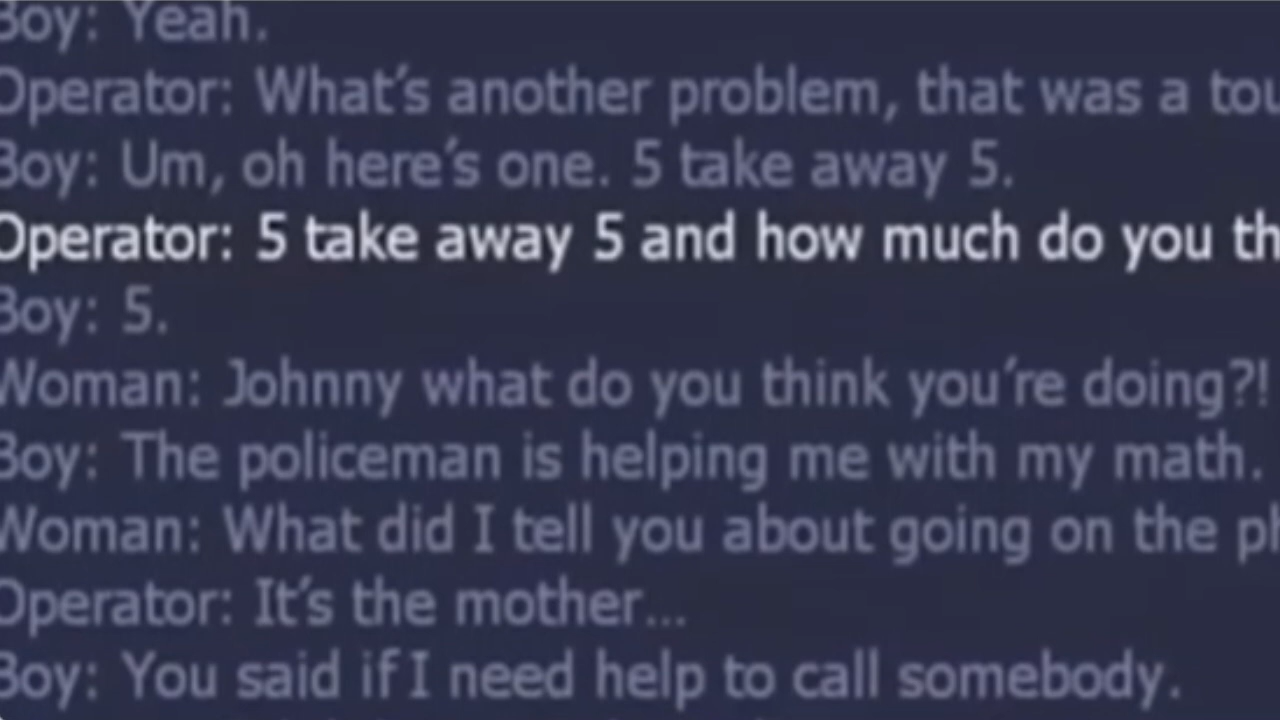 Boy: Yeah.
Operator: What's another problem, that was a
Boy: Um, oh here's one. 5 take away 5.
Operator: 5 take away 5 and how much do you
Boy: 5.
Woman: Johnny what do you think you're doing?!
Boy: The policeman is helping me with my math.
Woman: What did I tell you about going on the
Operator: It's the mother...
Boy: You said if I need help to call somebody.